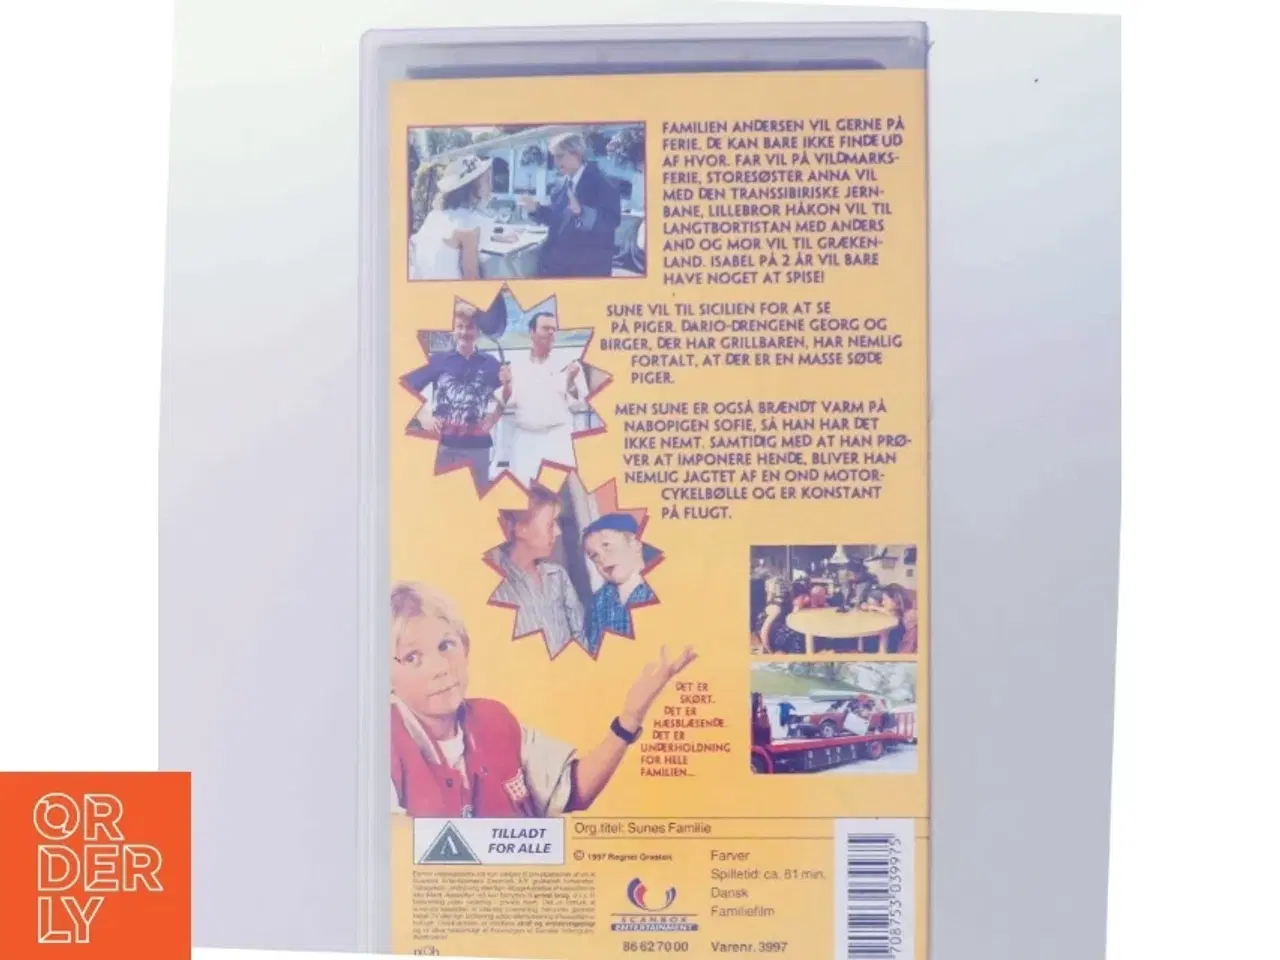 FAMILIEN ANDERSEN VIL GERNE PÅ
FERIE, DE KAN BARE IKKE FINDE UD
AF HVOR. FAR VIL PÅ VILDMARKS-
FERIE, STORESØSTER ANNA VIL
MED DEN TRANSSIBIRISKE JERN-
BANE, LILLEBROR HÅKON VIL TIL
LANGTBORTISTAN MED ANDERS
AND OG MOR VIL TIL GRÆKEN-
LAND. ISABEL PÅ 2 ÅR VIL BARE
HAVE NOGET AT SPISE!
SUNE VIL TIL SICILIEN FOR AT SE
PÅ PIGER. DARIO-DRENGENE GEORG OG
BIRGER, DER HAR GRILLBAREN, HAR NEMLIG
FORTALT, AT DER ER EN MASSE SØDE
PIGER.
MEN SUNE ER OGSÅ BRÆNDT VARM PÅ
NABOPIGEN SOFIE, SÅ HAN HAR DET
IKKE NEMT. SAMTIDIG MED AT HAN PRØ-
VER AT IMPONERE HENDE, BLIVER HAN
NEMLIG JAGTET AF EN OND MOTOR-
CYKELBØLLE OG ER KONSTANT
PÅ FLUGT.
DET ER
SKØRT.
DET ER
HÆSBLÆSENDE.
DET ER
UNDERHOLDNING
FOR HELE
FAMILIEN...
A
TILLADT
FOR ALLE
Org.titel: Sunes Familie
© 1997 Regner Grasten
Farver
Spilletid: ca. 81 min.
Dansk
Familiefilm
SCANBOX
ENTERTAINMENT
86 62 70 00
Varenr. 3997
7087530399 75
ORDERLY